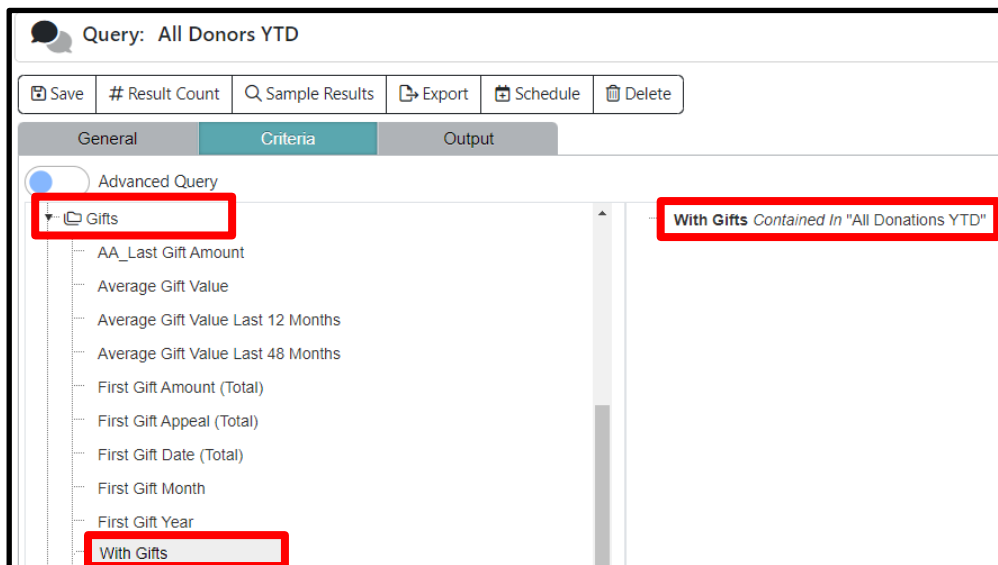 Query: All Donors YTD
Save # Result Count Sample Results Export Schedule Delete
General Criteria Output
Advanced Query
Gifts
With Gifts Contained In "All Donations YTD"
AA_Last Gift Amount
Average Gift Value
Average Gift Value Last 12 Months
Average Gift Value Last 48 Months
First Gift Amount (Total)
First Gift Appeal (Total)
First Gift Date (Total)
First Gift Month
First Gift Year
With Gifts